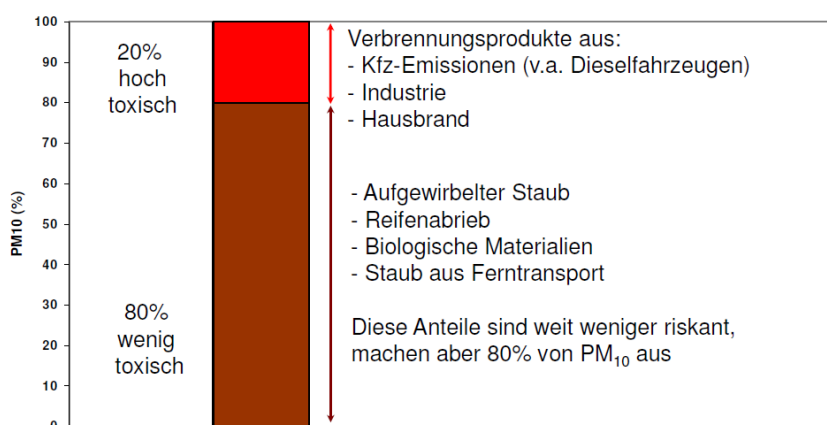 100
90
80
70
60
50
40
30
20
10
0
PM10 (%)
20%
hoch
toxisch
80%
wenig
toxisch
Verbrennungsprodukte aus:
- Kfz-Emissionen (v.a. Dieselfahrzeugen)
- Industrie
- Hausbrand
- Aufgewirbelter Staub
- Reifenabrieb
- Biologische Materialien
- Staub aus Ferntransport
Diese Anteile sind weit weniger riskant,
machen aber 80% von PM₁₀ aus